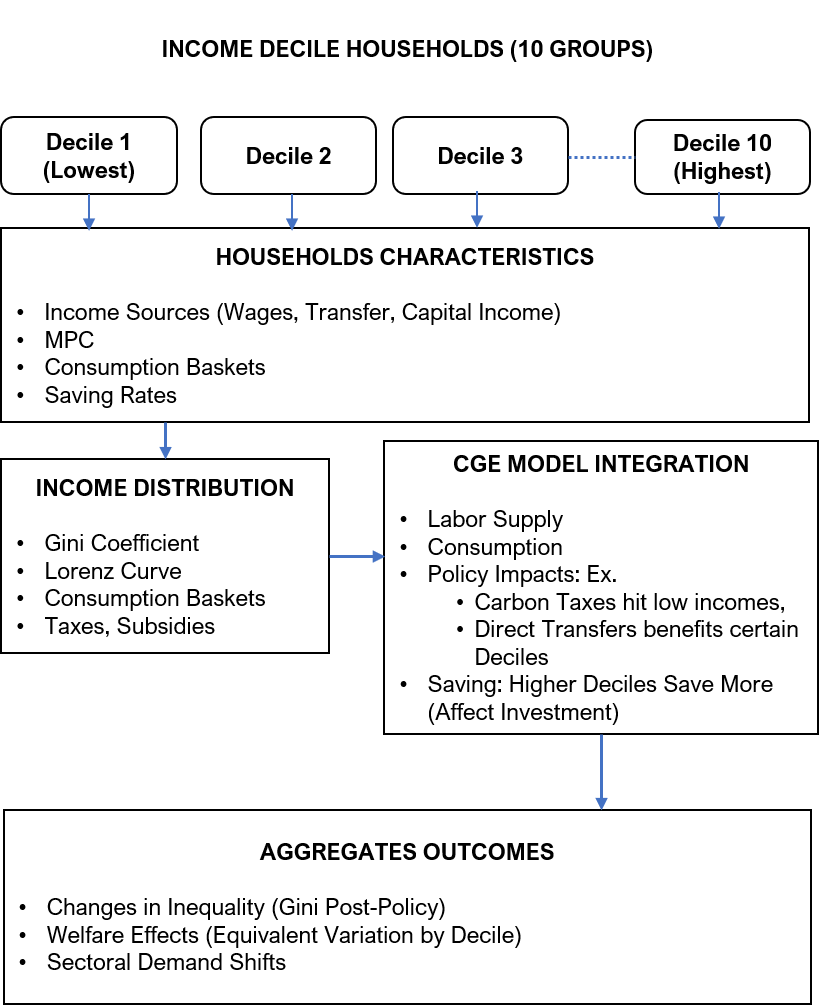 INCOME DECILE HOUSEHOLDS (10 GROUPS)
Decile 1
(Lowest)
Decile 2
Decile 3
Decile 10
(Highest)
HOUSEHOLDS CHARACTERISTICS
• Income Sources (Wages, Transfer, Capital Income)
• MPC
• Consumption Baskets
• Saving Rates
INCOME DISTRIBUTION
• Gini Coefficient
• Lorenz Curve
• Consumption Baskets
• Taxes, Subsidies
CGE MODEL INTEGRATION
• Labor Supply
• Consumption
• Policy Impacts: Ex.
• Carbon Taxes hit low incomes,
• Direct Transfers benefits certain
Deciles
• Saving: Higher Deciles Save More
(Affect Investment)
AGGREGATES OUTCOMES
• Changes in Inequality (Gini Post-Policy)
• Welfare Effects (Equivalent Variation by Decile)
• Sectoral Demand Shifts